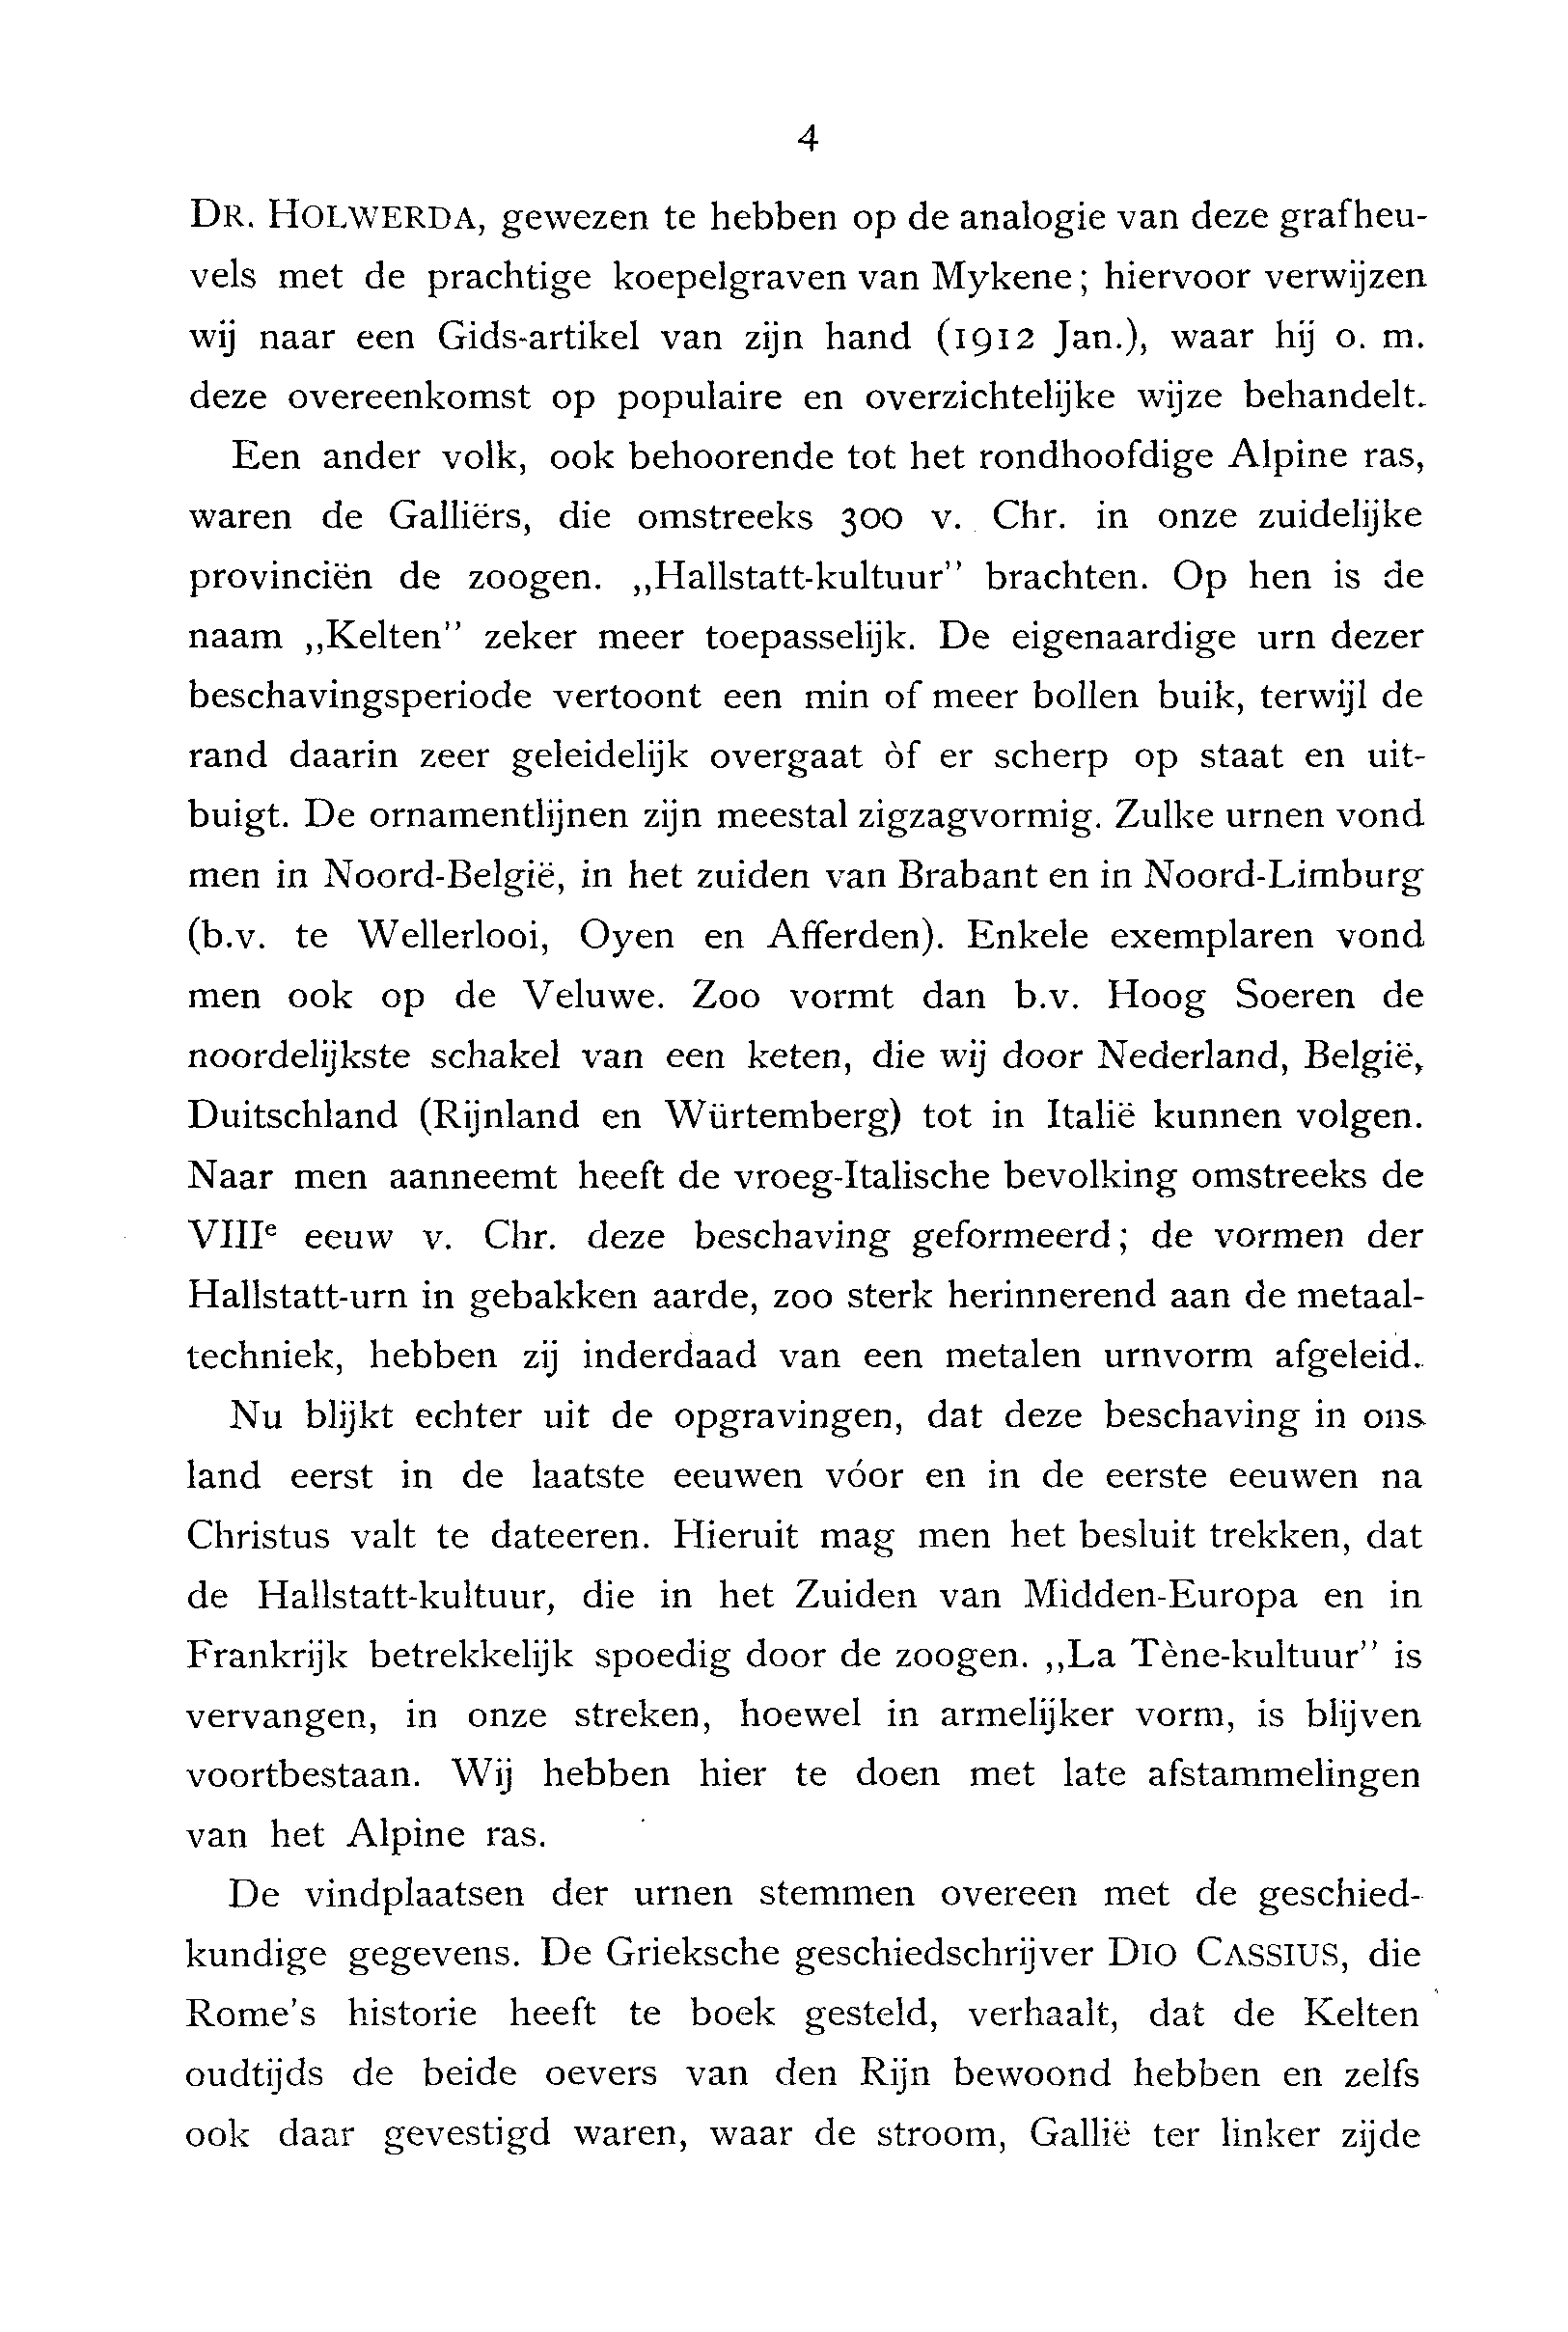 4
DR. HOLWERDA, gewezen te hebben op de analogie van deze grafheu-
vels met de prachtige koepelgraven van Mykene; hiervoor verwijzen
wij naar een Gids-artikel van zijn hand (1912 Jan.), waar hij o. m.
deze overeenkomst op populaire en overzichtelijke wijze behandelt.
Een ander volk, ook behoorende tot het rondhoofdige Alpine ras,
waren de Galliërs, die omstreeks 300 v. Chr. in onze zuidelijke
provinciën de zoogen. „Hallstatt-kultuur” brachten. Op hen is de
naam „Kelten” zeker meer toepasselijk. De eigenaardige urn dezer
beschavingsperiode vertoont een min of meer bollen buik, terwijl de
rand daarin zeer geleidelijk overgaat òf er scherp op staat en uit-
buigt. De ornamentlijnen zijn meestal zigzagvormig. Zulke urnen vond
men in Noord-België, in het zuiden van Brabant en in Noord-Limburg
(b.v. te Wellerlooi, Oyen en Afferden). Enkele exemplaren vond
men ook op de Veluwe. Zoo vormt dan b.v. Hoog Soeren de
noordelijkste schakel van een keten, die wij door Nederland, België,
Duitschland (Rijnland en Würtemberg) tot in Italië kunnen volgen.
Naar men aanneemt heeft de vroeg-Italische bevolking omstreeks de
VIIIe eeuw v. Chr. deze beschaving geformeerd; de vormen der
Hallstatt-urn in gebakken aarde, zoo sterk herinnerend aan de metaal-
techniek, hebben zij inderdaad van een metalen urnvorm afgeleid.
Nu blijkt echter uit de opgravingen, dat deze beschaving in ons
land eerst in de laatste eeuwen vóor en in de eerste eeuwen na
Christus valt te dateeren. Hieruit mag men het besluit trekken, dat
de Hallstatt-kultuur, die in het Zuiden van Midden-Europa en in
Frankrijk betrekkelijk spoedig door de zoogen. „La Tène-kultuur” is
vervangen, in onze streken, hoewel in armelijker vorm, is blijven
voortbestaan. Wij hebben hier te doen met late afstammelingen
van het Alpine ras.
De vindplaatsen der urnen stemmen overeen met de geschied-
kundige gegevens. De Grieksche geschiedschrijver DIO CASSIUS, die
Rome's historie heeft te boek gesteld, verhaalt, dat de Kelten
oudtijds de beide oevers van den Rijn bewoond hebben en zelfs
ook daar gevestigd waren, waar de stroom, Gallië ter linker zijde